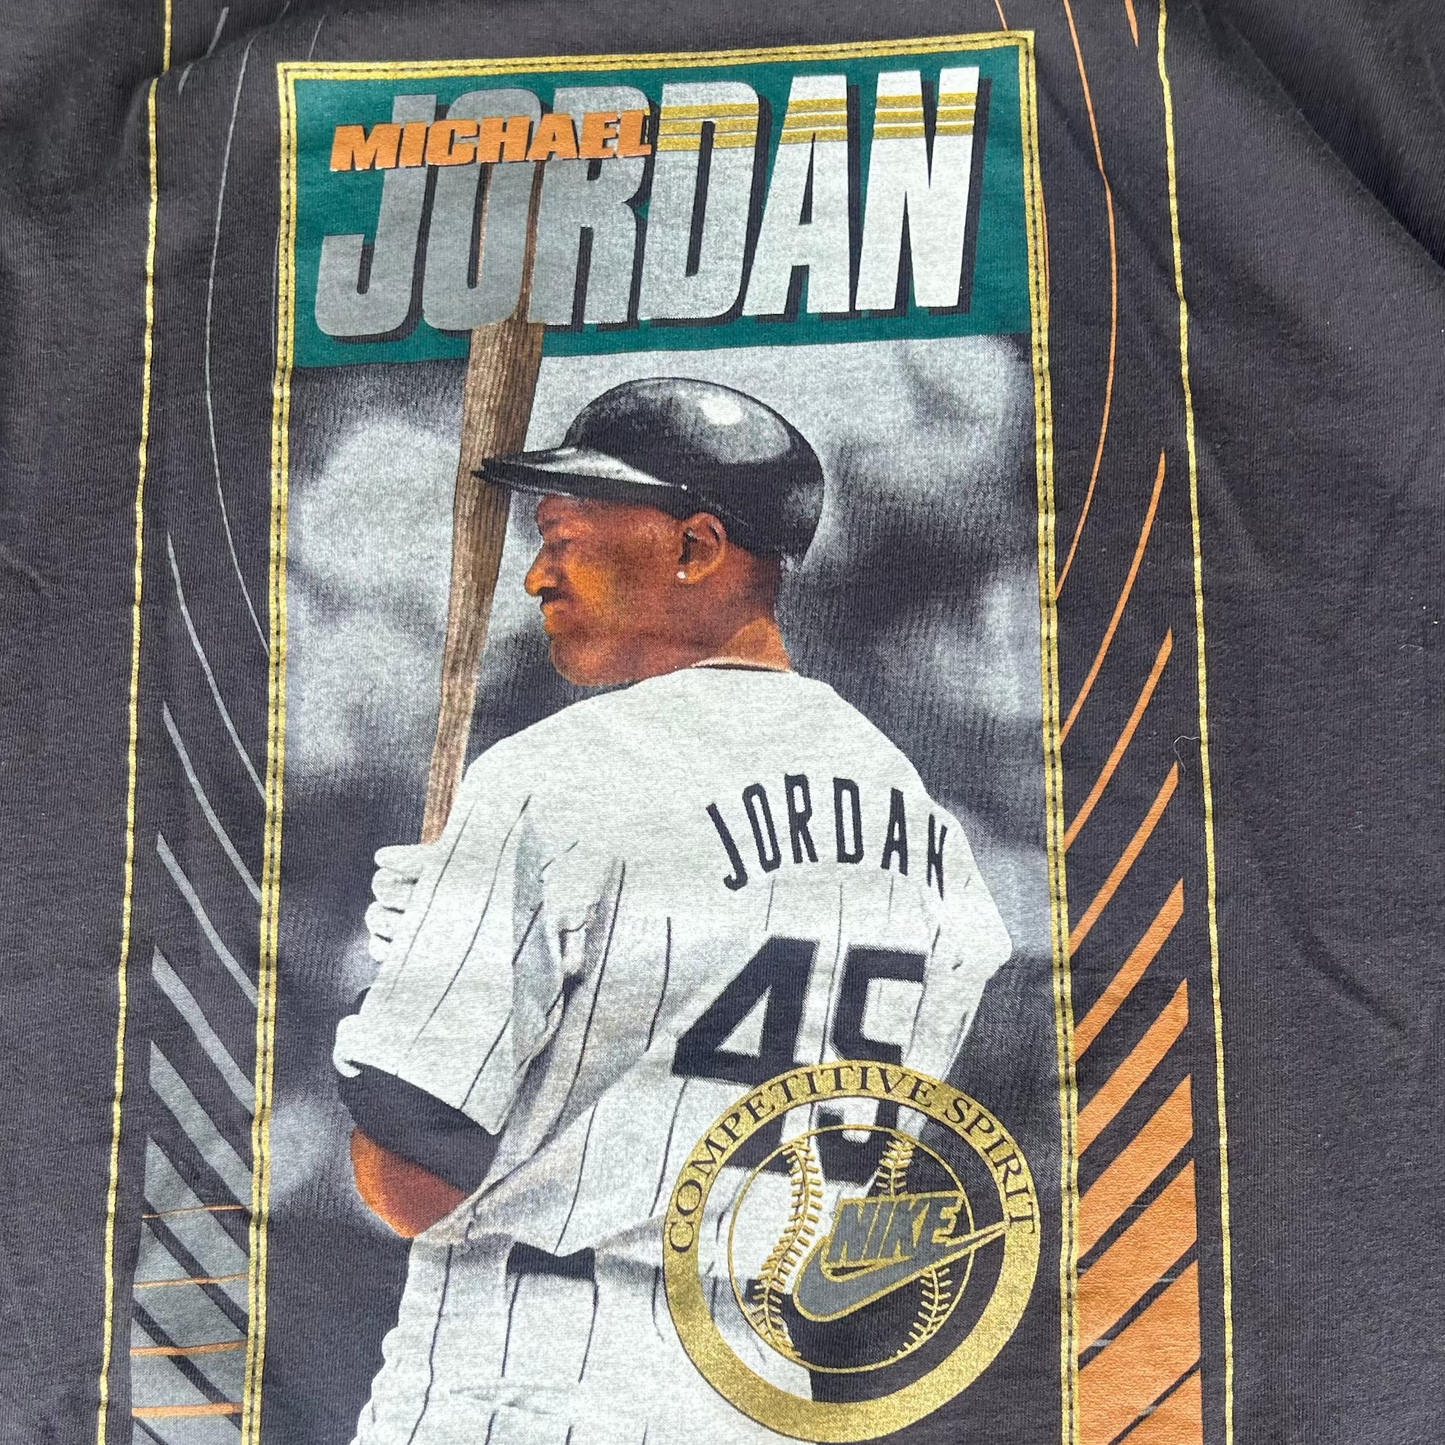 MICHAEL
JORDAN
JORDAN
45
COMPETITIVE SPIRIT
NIKE